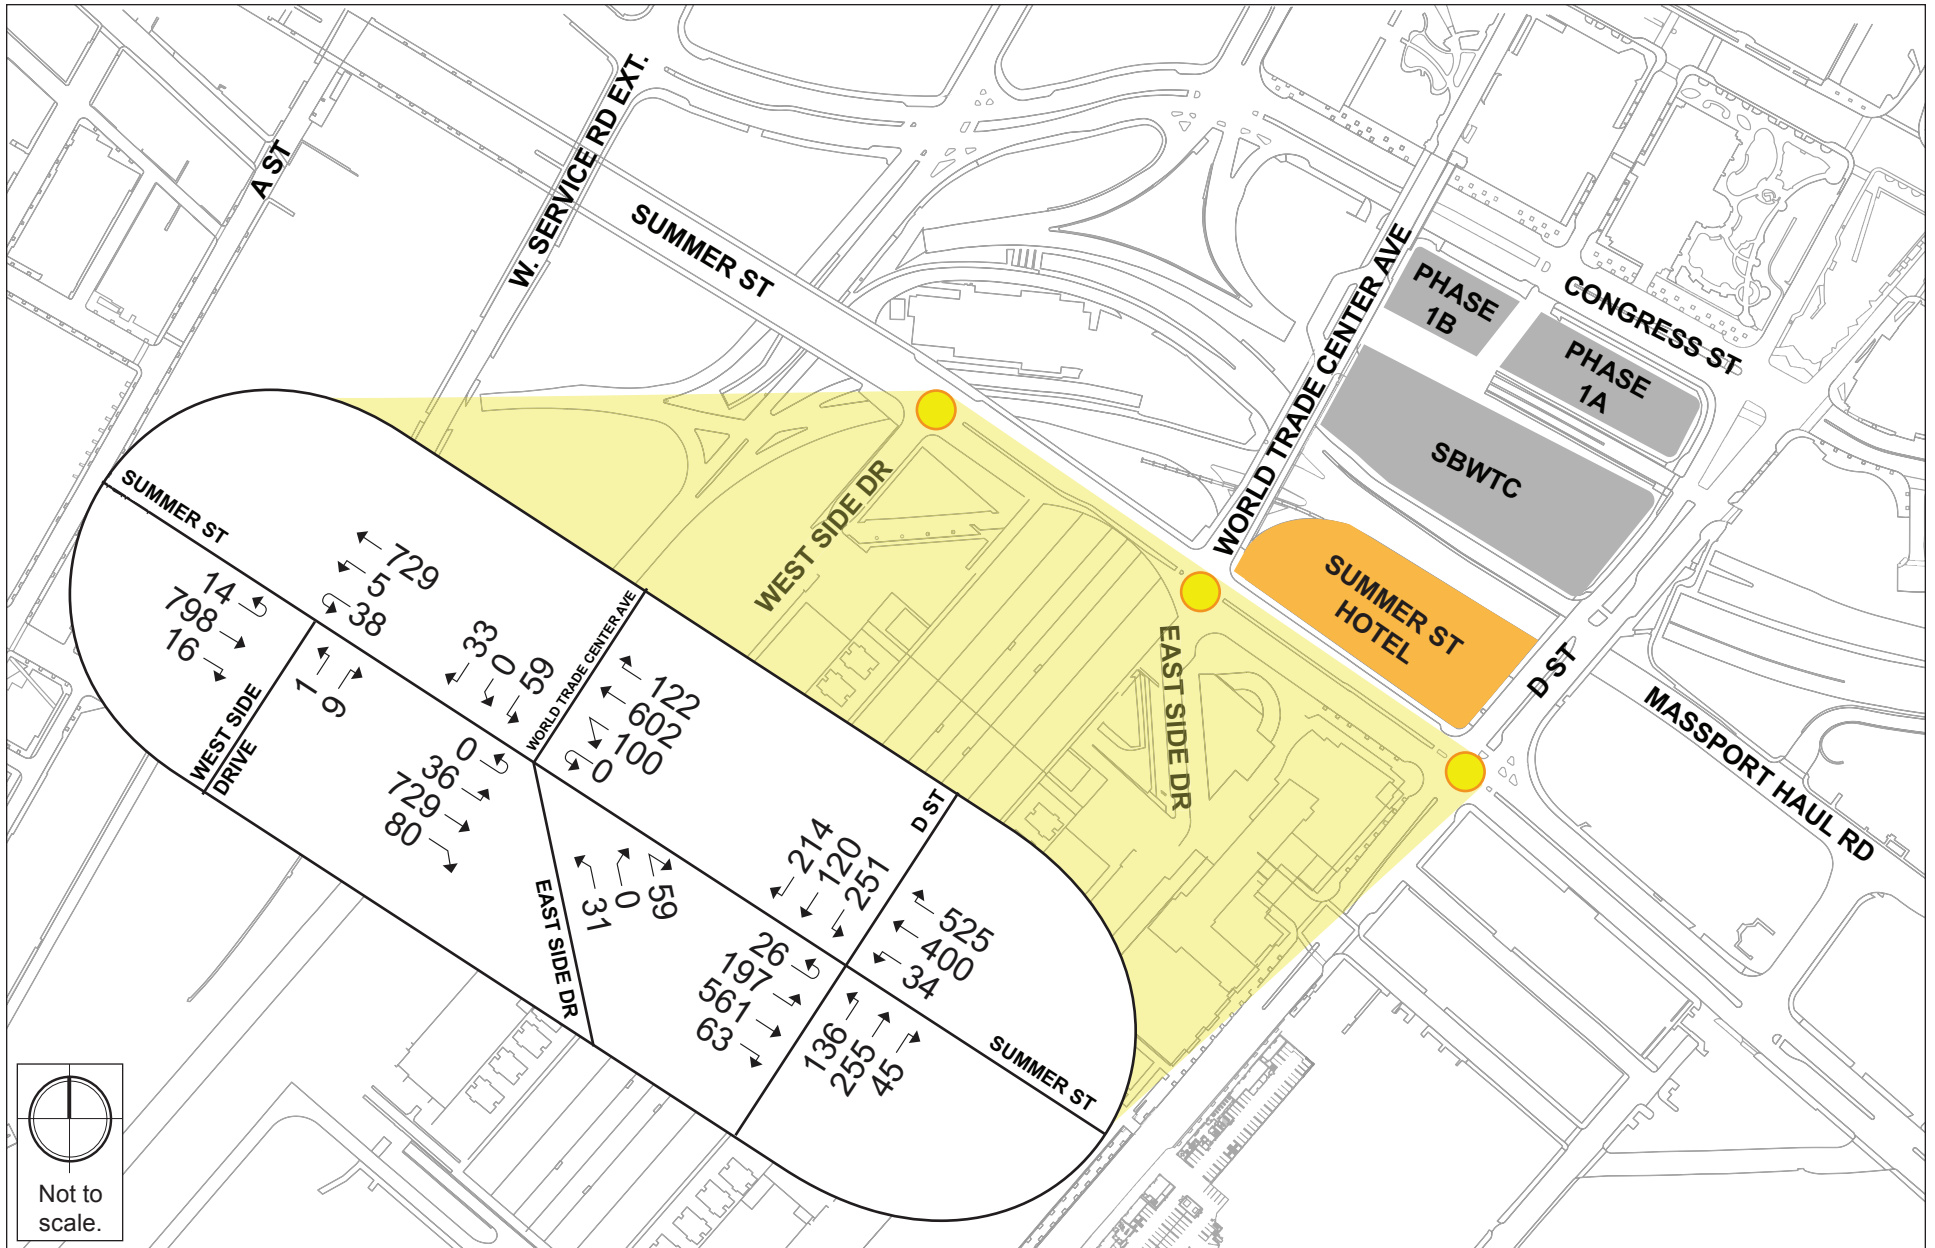 A ST
W. SERVICE RD EXT.
SUMMER ST
WORLD TRADE CENTER AVE
PHASE
1B
CONGRESS ST
PHASE
1A
SBWTC
SUMMER ST
HOTEL
D ST
MASSPORT HAUL RD
WEST SIDE DR
EAST SIDE DR
SUMMER ST
14
798
16
729
5
38
WEST SIDE
DRIVE
1
9
33
0
59
WORLD TRADE CENTER AVE
122
602
100
0
0
36
729
80
EAST SIDE DR
31
0
59
214
120
251
D ST
525
400
34
26
197
561
63
136
255
45
SUMMER ST
Not to
scale.